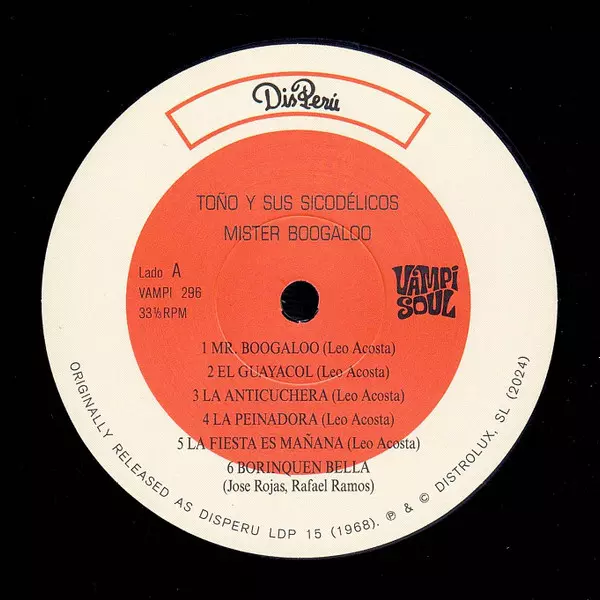 DisPerú
TOÑO Y SUS SICODÉLICOS
MISTER BOOGALOO
Lado A
VAMPI 296
33⅓ RPM
VAMPI
SOUL
1 MR. BOOGALOO (Leo Acosta)
2 EL GUAYACOL (Leo Acosta)
3 LA ANTICUCHERA (Leo Acosta)
4 LA PEINADORA (Leo Acosta)
5 LA FIESTA ES MAÑANA (Leo Acosta)
6 BORINQUEN BELLA
(Jose Rojas, Rafael Ramos)
ORIGINALLY RELEASED AS DISPERU LDP 15 (1968). ℗ & © DISTROLUX, SL (2024)